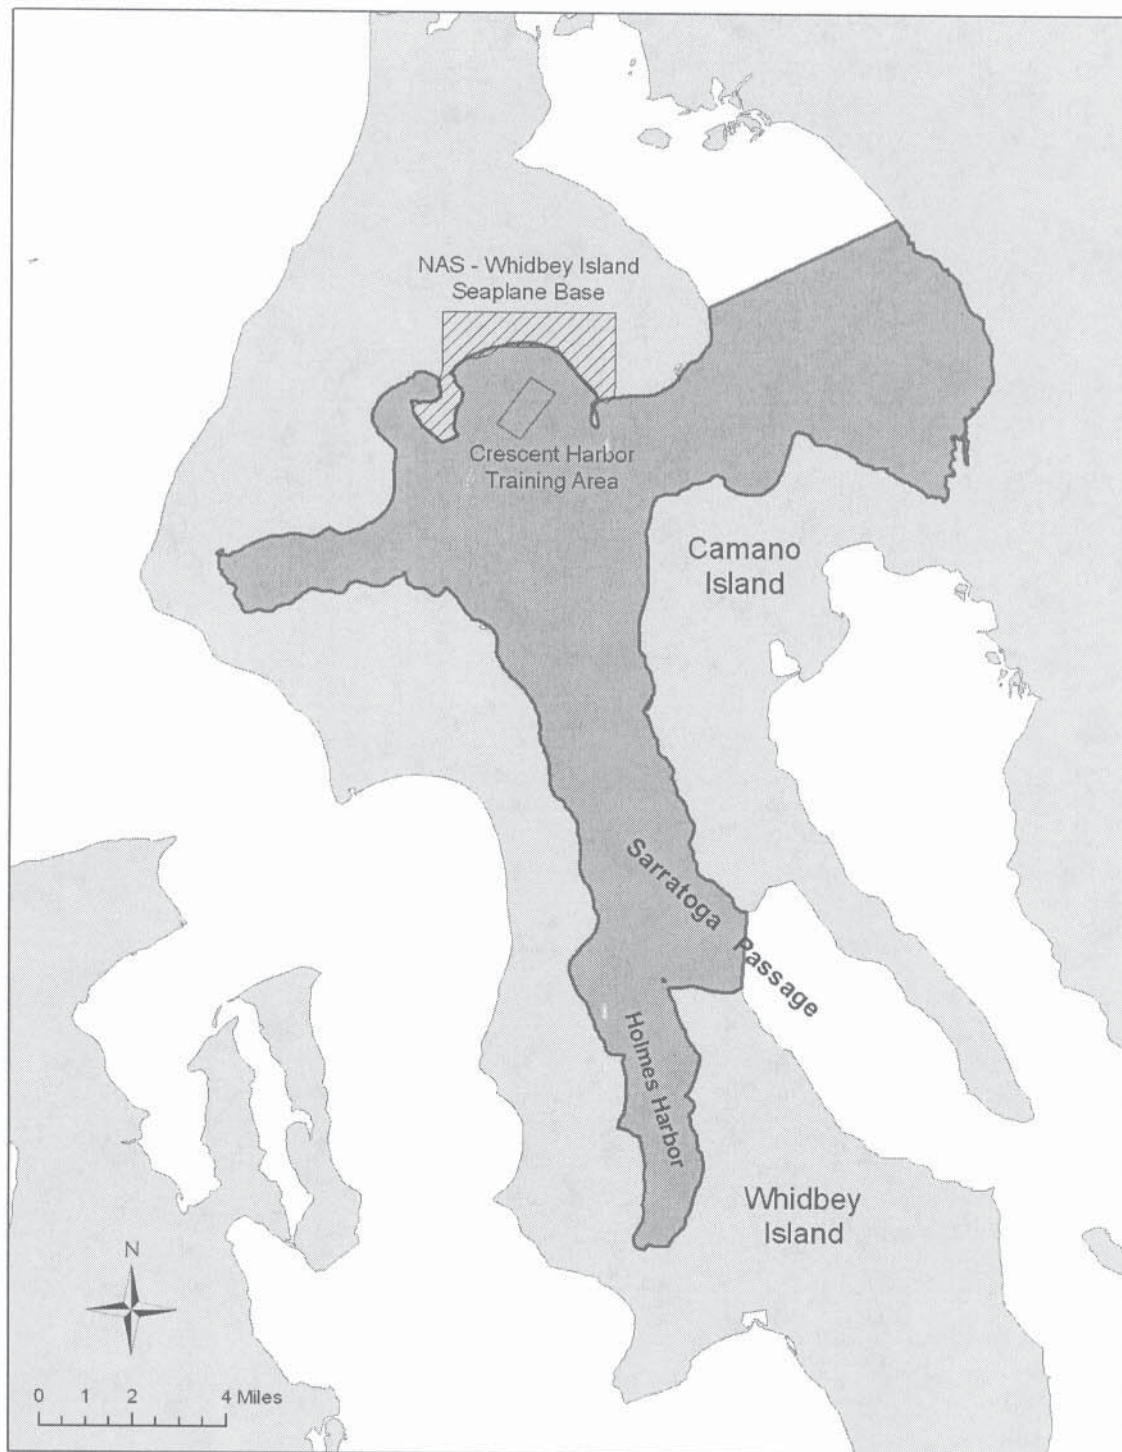 NAS - Whidbey Island
Seaplane Base
Crescent Harbor
Training Area
Camano
Island
Sarratoga Passage
Holmes Harbor
Whidbey
Island
N
0 1 2 4 Miles